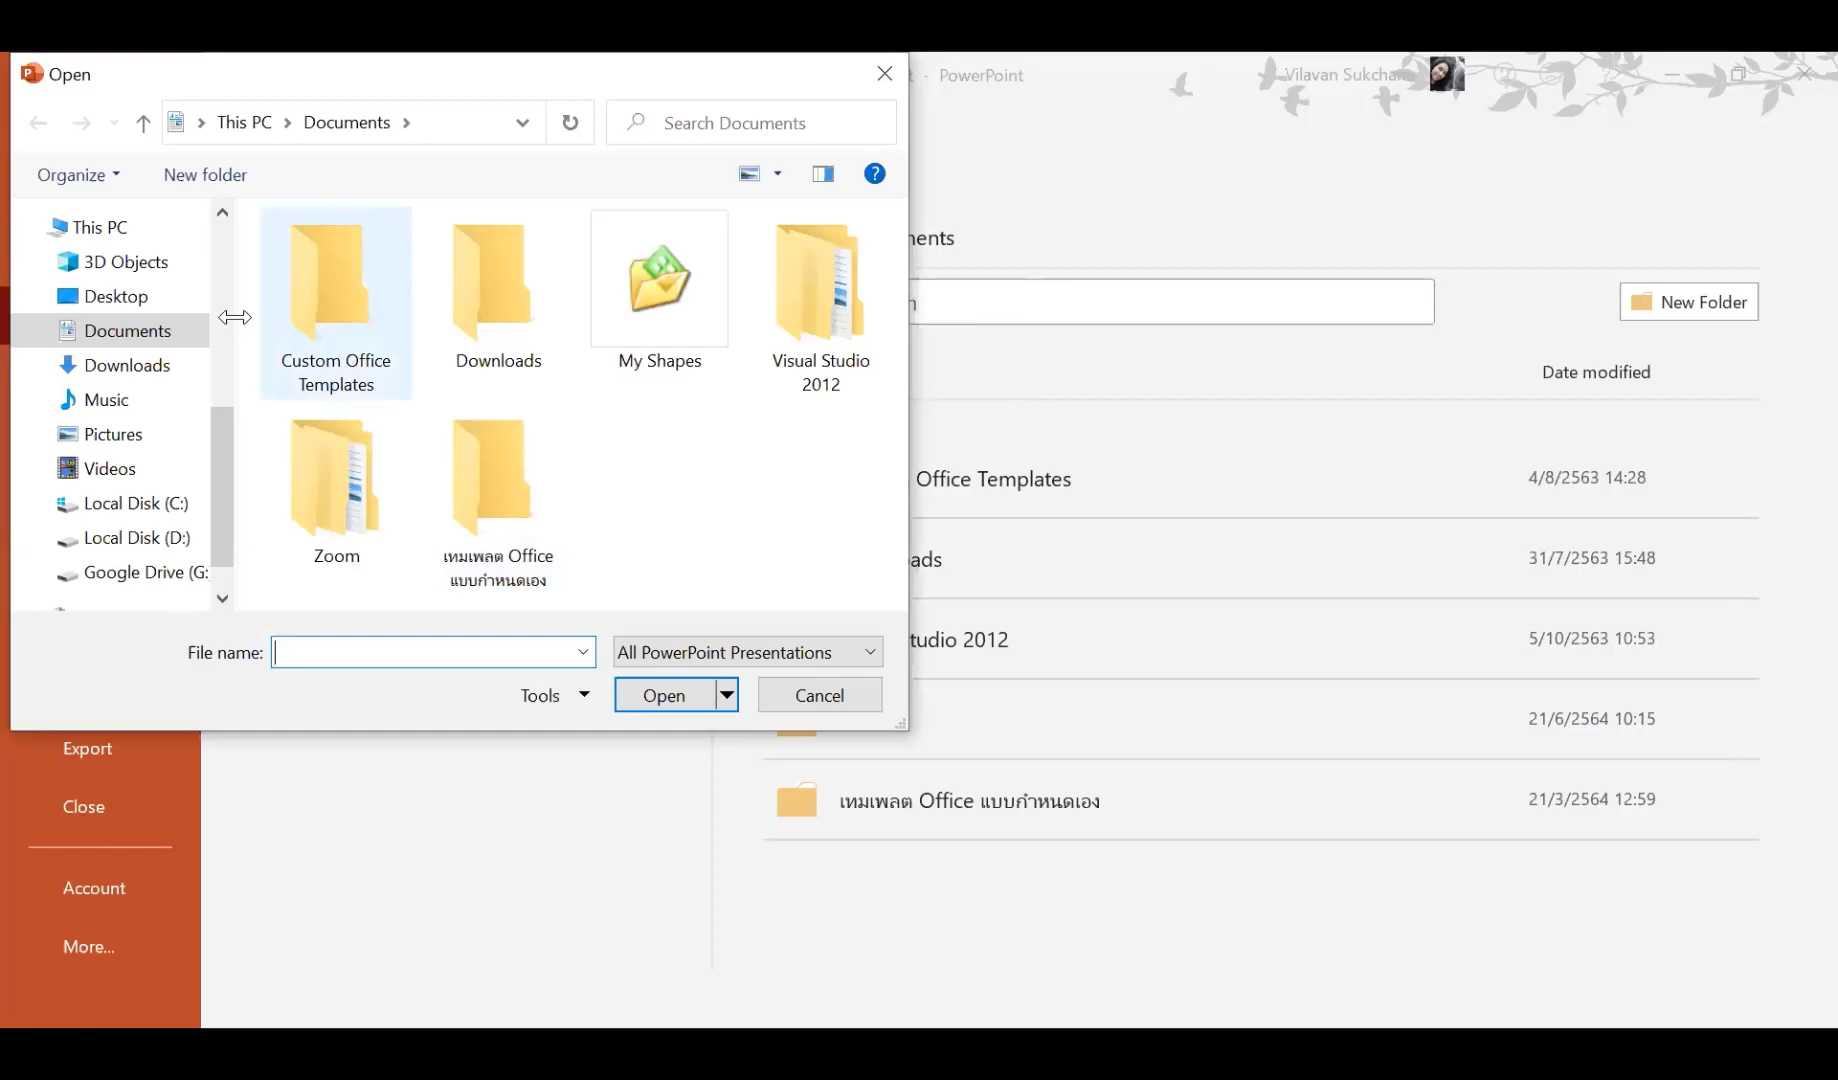 Open
- PowerPoint
Vilavan Sukcham
This PC
Documents
Search Documents
Organize
New folder
This PC
3D Objects
Desktop
Documents
Downloads
Music
Pictures
Videos
Local Disk (C:)
Local Disk (D:)
Google Drive (G:
Custom Office
Templates
Downloads
My Shapes
Visual Studio
2012
Zoom
เทมเพลต Office
แบบกำหนดเอง
File name:
All PowerPoint Presentations
Tools
Open
Cancel
New Folder
Date modified
Office Templates
4/8/2563 14:28
31/7/2563 15:48
2012
5/10/2563 10:53
21/6/2564 10:15
เทมเพลต Office แบบกำหนดเอง
21/3/2564 12:59
Export
Close
Account
More...